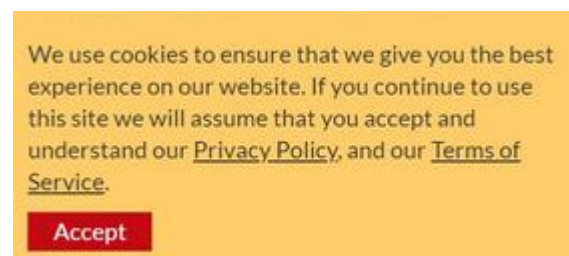 We use cookies to ensure that we give you the best
experience on our website. If you continue to use
this site we will assume that you accept and
understand our Privacy Policy, and our Terms of
Service.
Accept